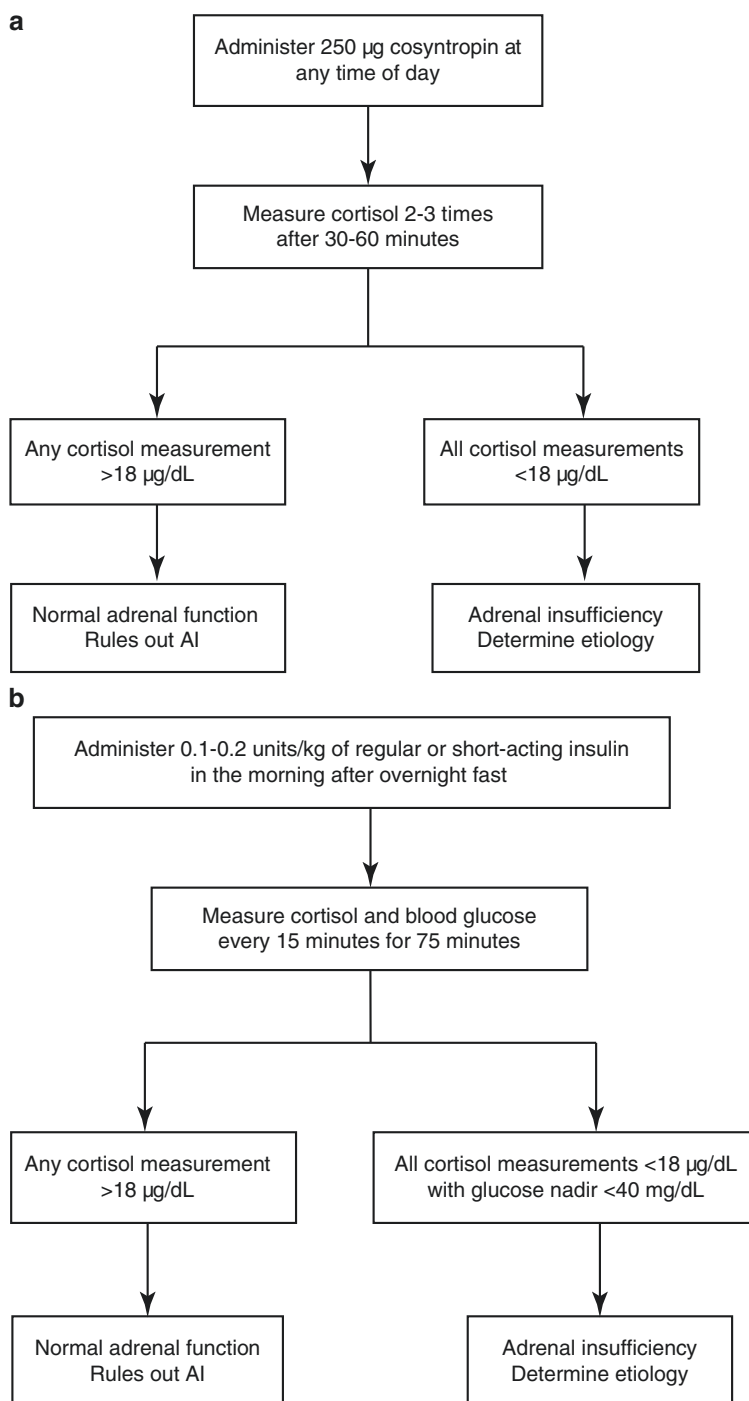 a
Administer 250 µg cosyntropin at
any time of day
Measure cortisol 2-3 times
after 30-60 minutes
Any cortisol measurement
>18 µg/dL
All cortisol measurements
<18 µg/dL
Normal adrenal function
Rules out AI
Adrenal insufficiency
Determine etiology
b
Administer 0.1-0.2 units/kg of regular or short-acting insulin
in the morning after overnight fast
Measure cortisol and blood glucose
every 15 minutes for 75 minutes
Any cortisol measurement
>18 µg/dL
All cortisol measurements <18 µg/dL
with glucose nadir <40 mg/dL
Normal adrenal function
Rules out AI
Adrenal insufficiency
Determine etiology